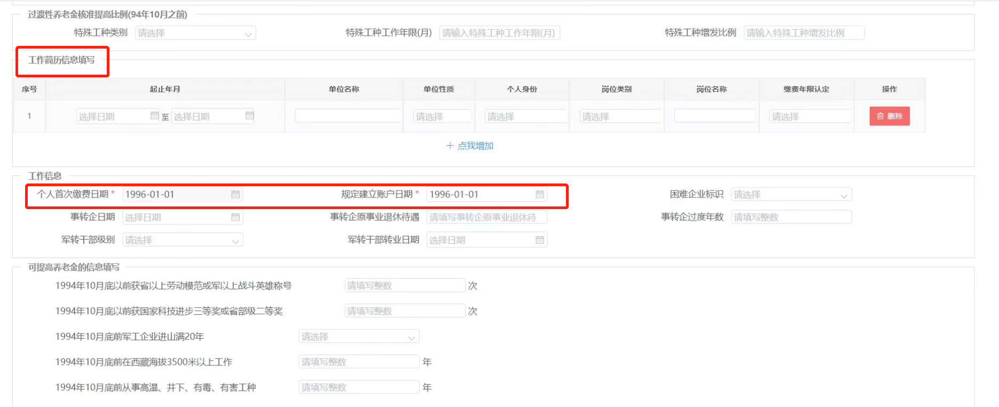 过渡性养老金核准提高比例(94年10月之前)
特殊工种类别 请选择 特殊工种工作年限(月) 请输入特殊工种工作年限(月) 特殊工种增发比例 请输入特殊工种增发比例
工作简历信息填写
序号 起止年月 单位名称 单位性质 个人身份 岗位类别 岗位名称 缴费年限认定 操作
1 选择日期 至 选择日期 请选择 请选择 请选择 请选择 删除
+ 点我增加
工作信息
个人首次缴费日期 * 1996-01-01 规定建立账户日期 * 1996-01-01 困难企业标识 请选择
事转企日期 选择日期 事转企原事业退休待遇 请填写事转企原事业退休待 事转企过度年数 请填写整数
军转干部级别 请选择 军转干部转业日期 选择日期
可提高养老金的信息填写
1994年10月底以前获省以上劳动模范或军以上战斗英雄称号 请填写整数 次
1994年10月底以前获国家科技进步三等奖或省部级二等奖 请填写整数 次
1994年10月底前军工企业进山满20年 请选择
1994年10月底前在西藏海拔3500米以上工作 请填写整数 年
1994年10月底前从事高温、井下、有毒、有害工种 请填写整数 年